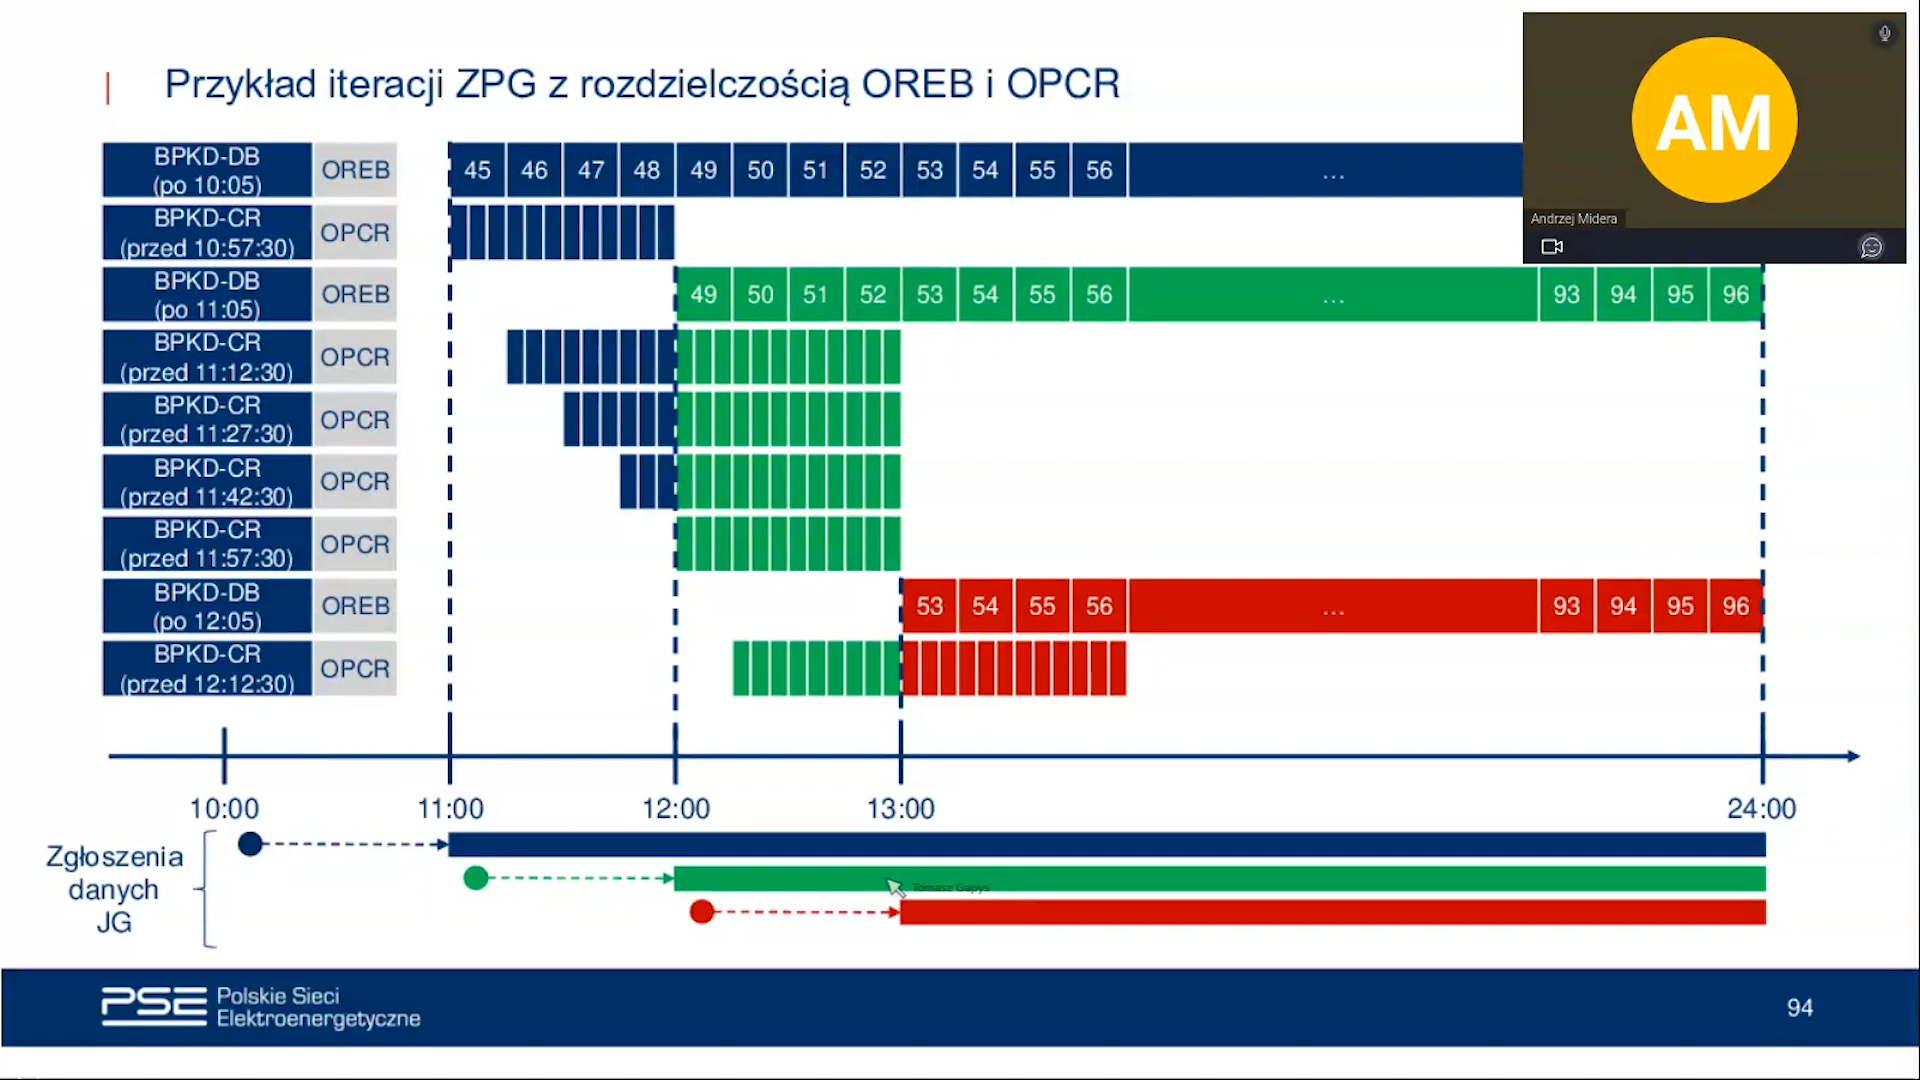 Przykład iteracji ZPG z rozdzielczością OREB i OPCR
AM
Andrzej Midera
BPKD-DB
(po 10:05)
OREB
45 46 47 48 49 50 51 52 53 54 55 56 ...
BPKD-CR
(przed 10:57:30)
OPCR
BPKD-DB
(po 11:05)
OREB
49 50 51 52 53 54 55 56 ... 93 94 95 96
BPKD-CR
(przed 11:12:30)
OPCR
BPKD-CR
(przed 11:27:30)
OPCR
BPKD-CR
(przed 11:42:30)
OPCR
BPKD-CR
(przed 11:57:30)
OPCR
BPKD-DB
(po 12:05)
OREB
53 54 55 56 ... 93 94 95 96
BPKD-CR
(przed 12:12:30)
OPCR
10:00 11:00 12:00 13:00 24:00
Zgłoszenia
danych
JG
Tomasz Gapys
PSE
Polskie Sieci
Elektroenergetyczne
94